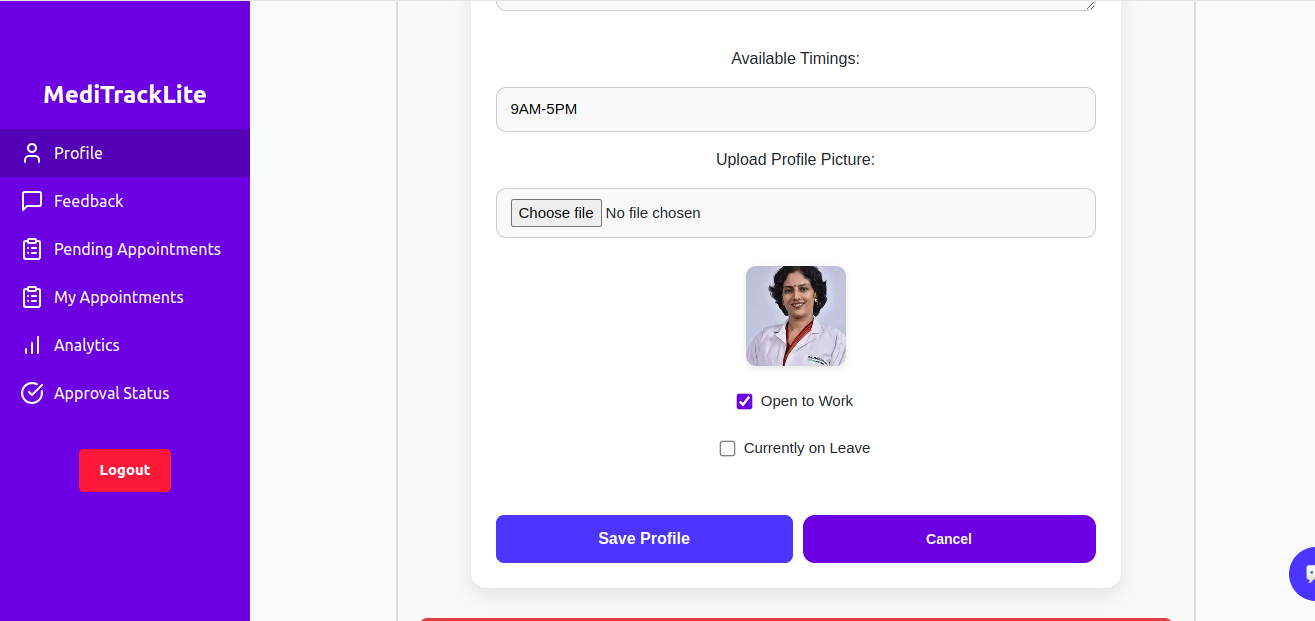 MediTrackLite
Profile
Feedback
Pending Appointments
My Appointments
Analytics
Approval Status
Logout
Available Timings:
9AM-5PM
Upload Profile Picture:
Choose file No file chosen
Open to Work
Currently on Leave
Save Profile
Cancel